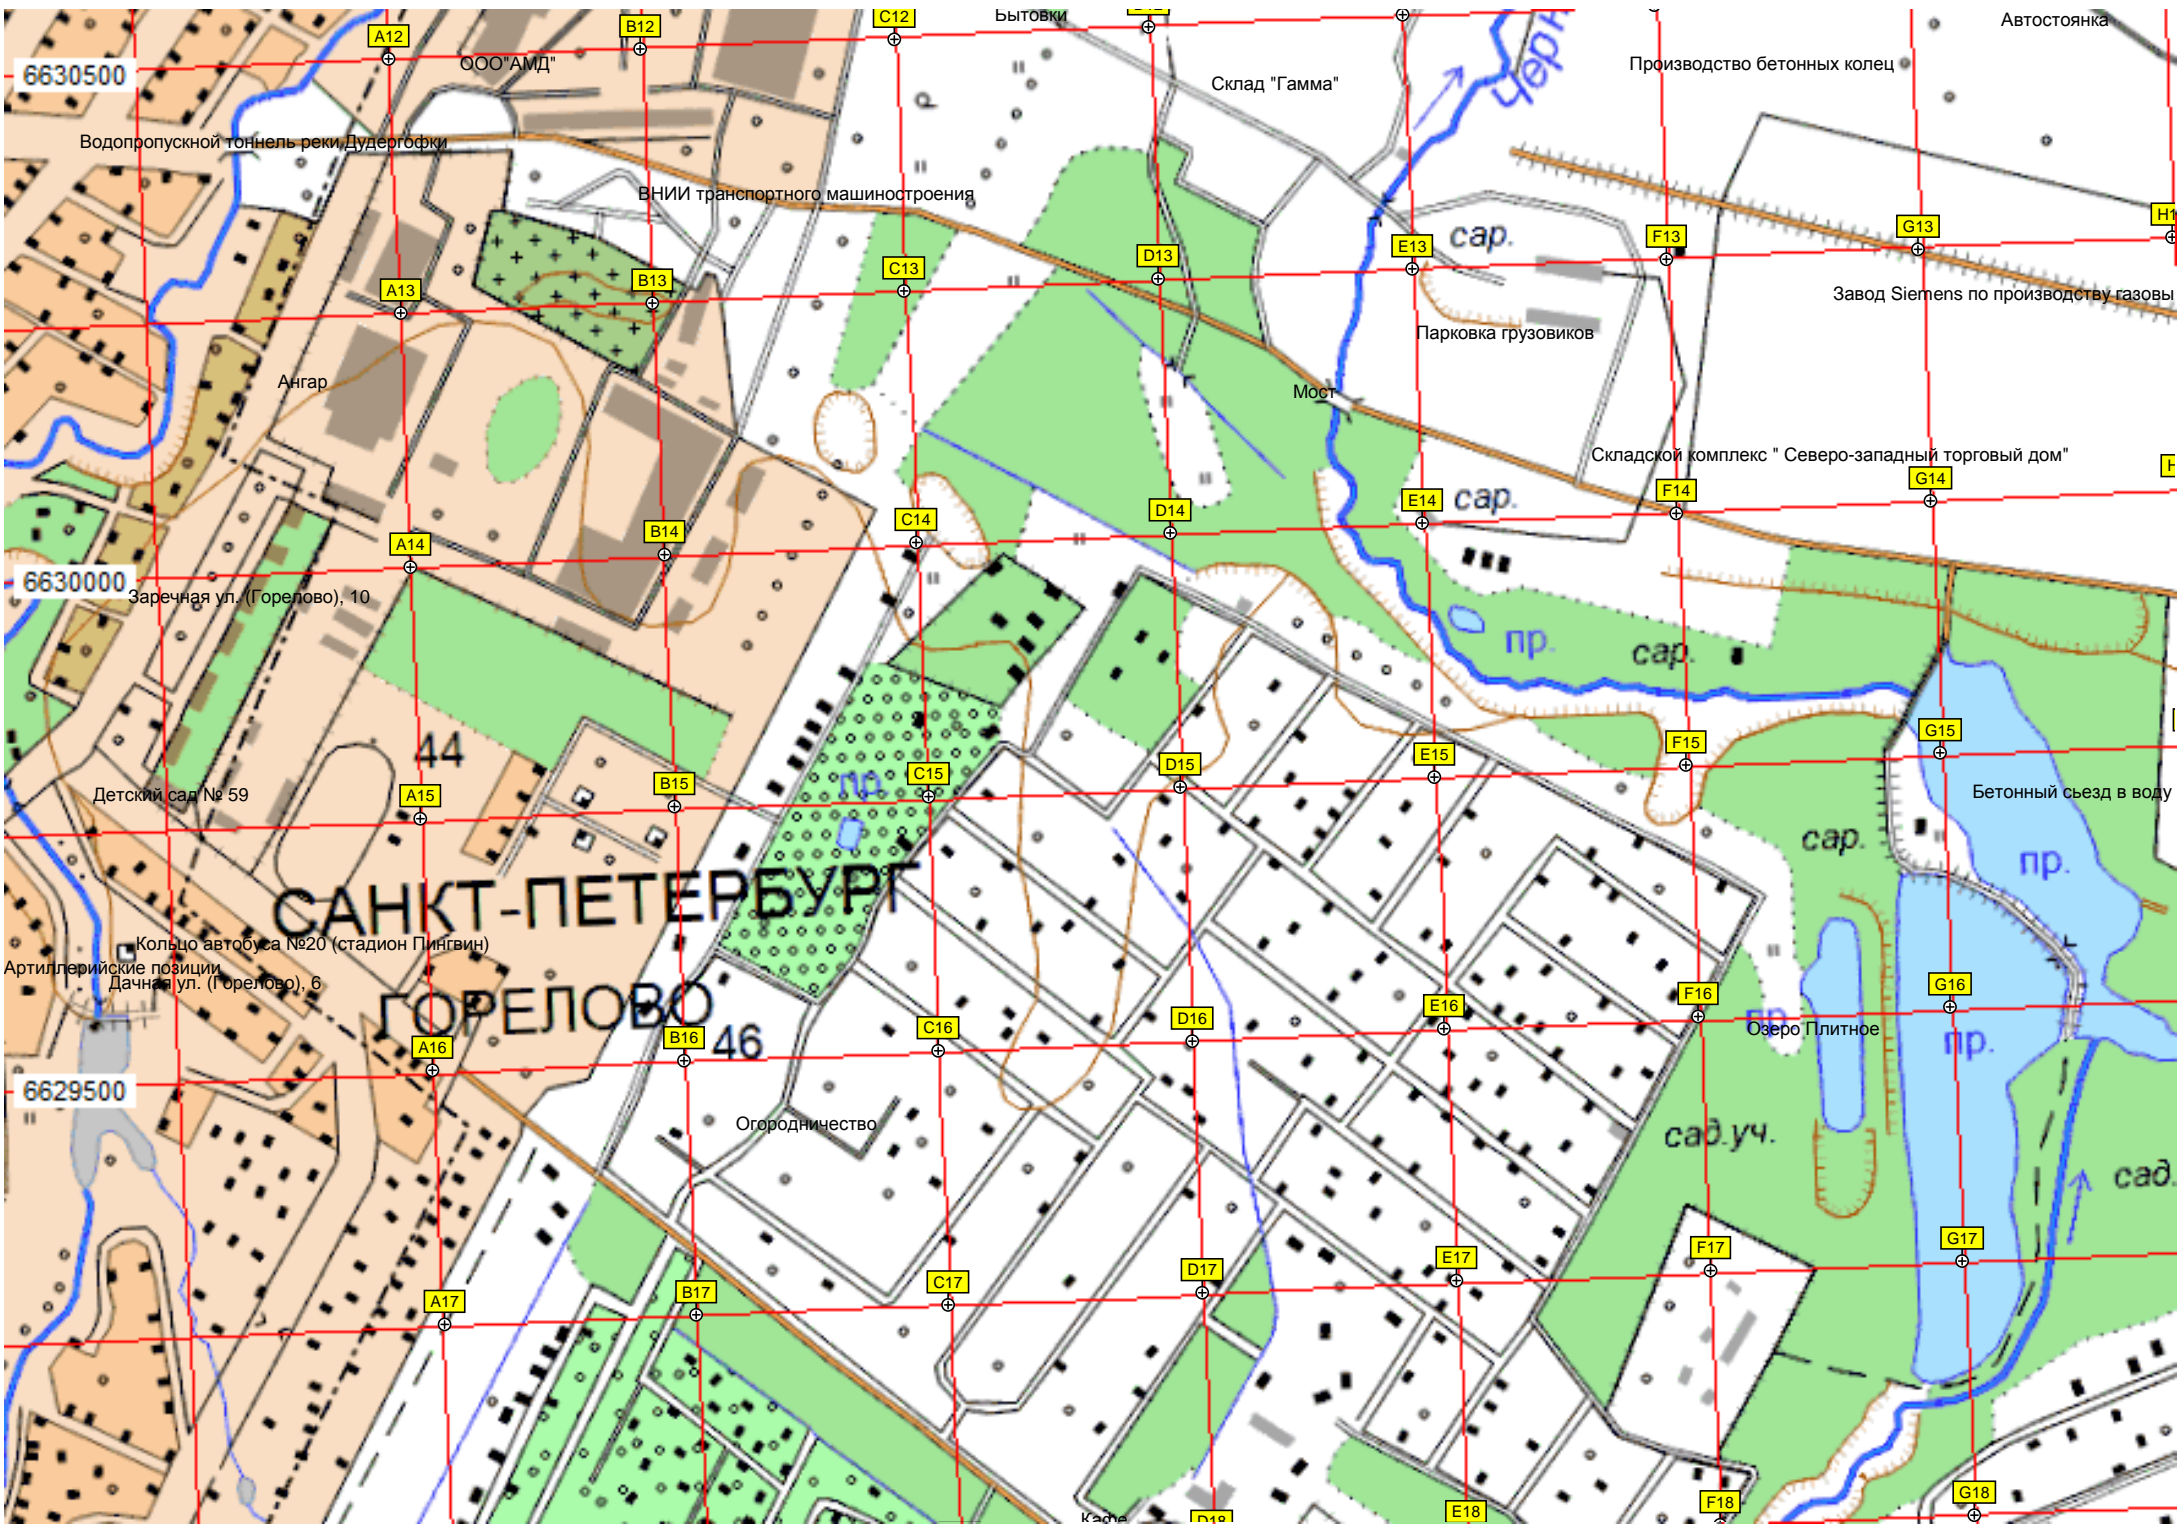 C12
Бытовки
Автостоянка
A12
B12
6630500
ООО"АМД"
Склад "Гамма"
Производство бетонных колец
Водопропускной тоннель реки Дудергофки
ВНИИ транспортного машиностроения
G13
сар.
F13
E13
D13
C13
B13
A13
Завод Siemens по производству газовы
Парковка грузовиков
Ангар
Мост
Складской комплекс " Северо-западный торговый дом"
G14
F14
сар.
E14
D14
C14
B14
A14
6630000
Заречная ул. (Горелово), 10
пр.
сар.
G15
F15
E15
D15
C15
44
пр.
B15
A15
Детский сад № 59
Бетонный сьезд в воду
сар.
пр.
САНКТ-ПЕТЕРБУРГ
Кольцо автобуса №20 (стадион Пингвин)
Артиллерийские позиции
Дачная ул. (Горелово), 6
ГОРЕЛОВО
G16
F16
E16
D16
C16
B16
46
A16
пр.
Озеро Плитное
пр.
6629500
Огородничество
сад.уч.
сад.
G17
F17
E17
D17
C17
B17
A17
G18
F18
E18
D18
Кафе